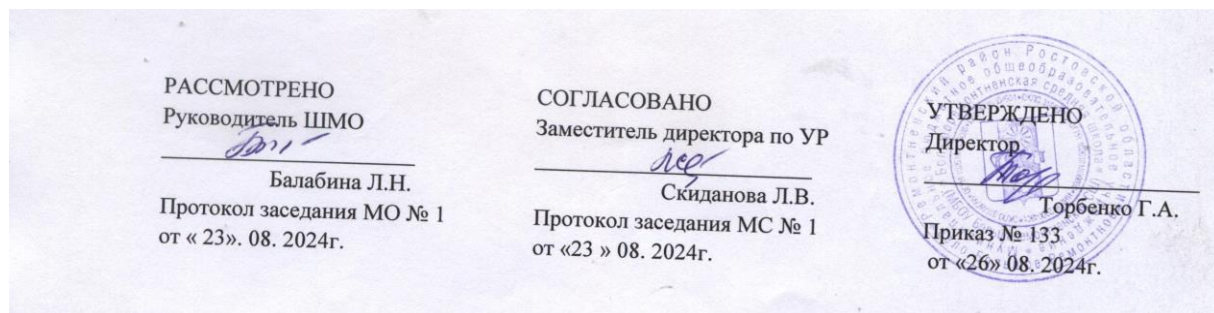 РАССМОТРЕНО
Руководитель ШМО
Балабина Л.Н.
Протокол заседания МО № 1
от « 23». 08. 2024г.
СОГЛАСОВАНО
Заместитель директора по УР
Скиданова Л.В.
Протокол заседания МС № 1
от «23 » 08. 2024г.
УТВЕРЖДЕНО
Директор
Торбенко Г.А.
Приказ № 133
от «26» 08. 2024г.